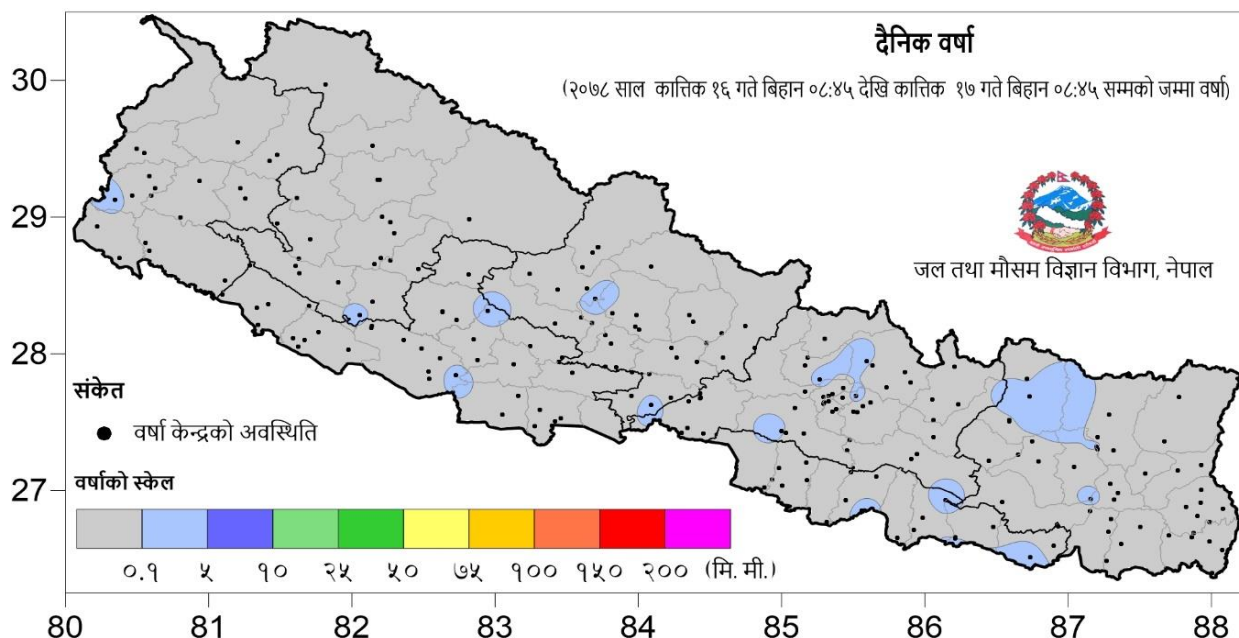 दैनिक वर्षा
(२०७८ साल कात्तिक १६ गते बिहान ०८:४५ देखि कात्तिक १७ गते बिहान ०८:४५ सम्मको जम्मा वर्षा)
जल तथा मौसम विज्ञान विभाग, नेपाल
30
29
28
27
संकेत
वर्षा केन्द्रको अवस्थिति
वर्षाको स्केल
०.१ ५ १० २५ ५० ७५ १०० १५० २०० (मि. मी.)
80 81 82 83 84 85 86 87 88